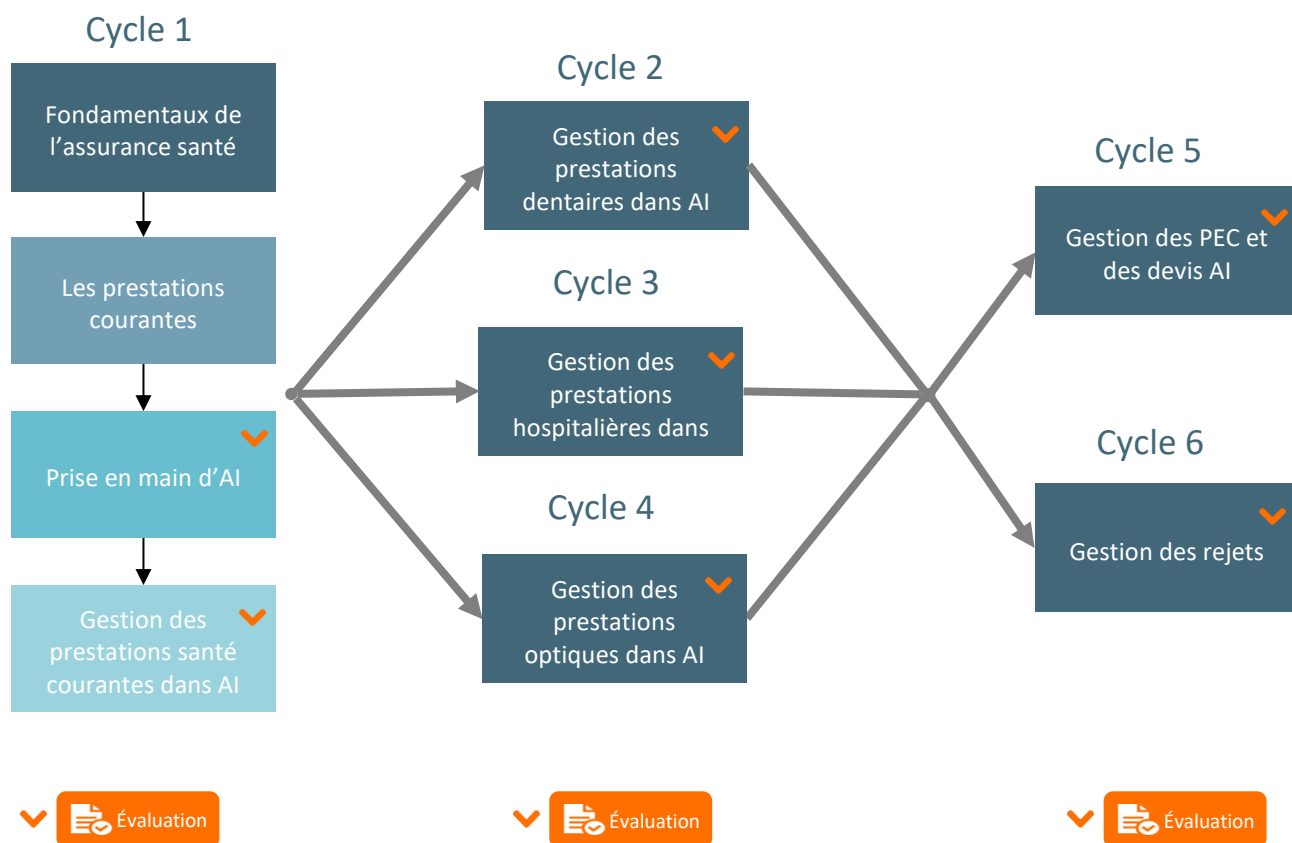 Cycle 1
Fondamentaux de
l’assurance santé
Les prestations
courantes
Prise en main d’AI
Gestion des
prestations santé
courantes dans AI
Cycle 2
Gestion des
prestations
dentaires dans AI
Cycle 3
Gestion des
prestations
hospitalières dans
Cycle 4
Gestion des
prestations
optiques dans AI
Cycle 5
Gestion des PEC et
des devis AI
Cycle 6
Gestion des rejets
Évaluation
Évaluation
Évaluation